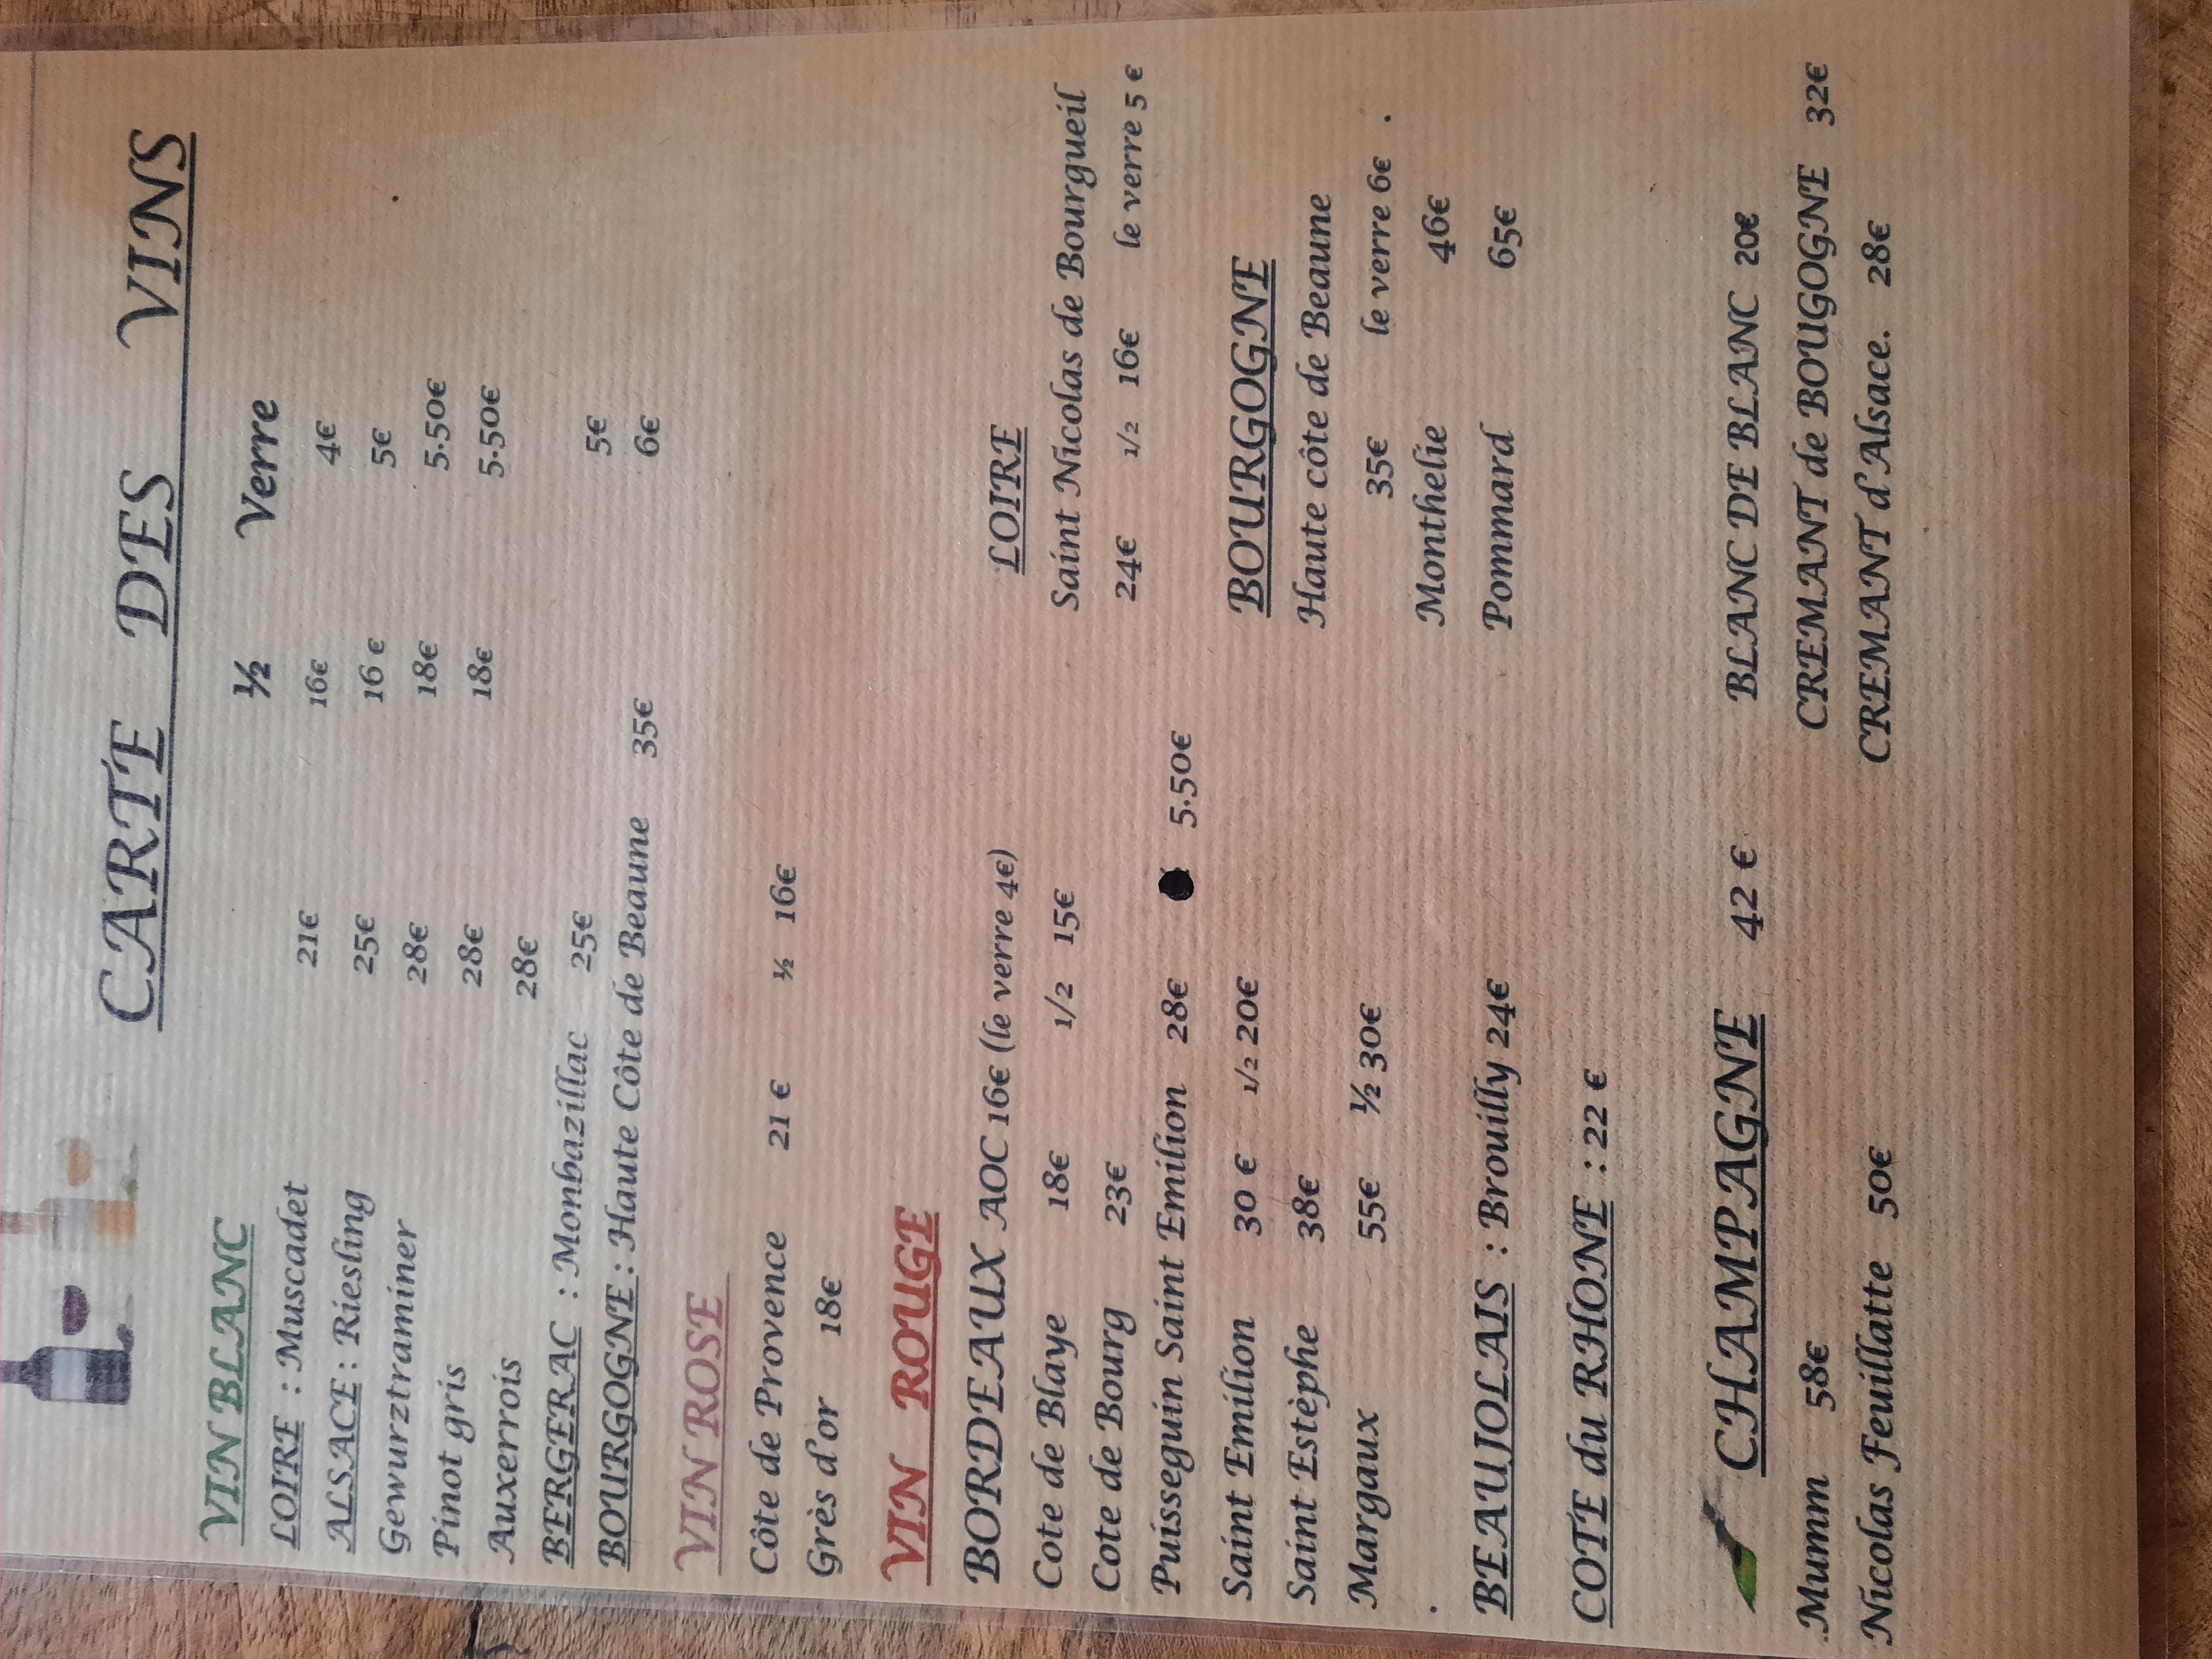 CARTE DES VINS
VIN BLANC ½ Verre
LOIRE : Muscadet 21€ 16€ 4€
ALSACE : Riesling 25€ 16 € 5€
Gewurztraminer 28€ 18€ 5.50€
Pinot gris 28€ 18€ 5.50€
Auxerrois 28€
BERGERAC : Monbazillac 25€ 5€
BOURGOGNE : Haute Côte de Beaune 35€ 6€
VIN ROSE
Côte de Provence 21 € ½ 16€
Grès d'or 18€
VIN ROUGE
BORDEAUX AOC 16€ (le verre 4€)
Cote de Blaye 18€ 1/2 15€
Cote de Bourg 23€
Puisseguin Saint Emilion 28€ 5.50€
Saint Emilion 30 € 1/2 20€
Saint Estèphe 38€
Margaux 55€ ½ 30€
.
BEAUJOLAIS : Brouilly 24€
COTE du RHONE : 22 €
LOIRE
Saint Nicolas de Bourgueil
24€ 1/2 16€ le verre 5 €
BOURGOGNE
Haute côte de Beaune
35€ le verre 6€ .
Monthelie 46€
Pommard 65€
CHAMPAGNE 42 €
Mumm 58€
Nicolas Feuillatte 50€
BLANC DE BLANC 20€
CREMANT de BOUGOGNE 32€
CREMANT d'Alsace. 28€